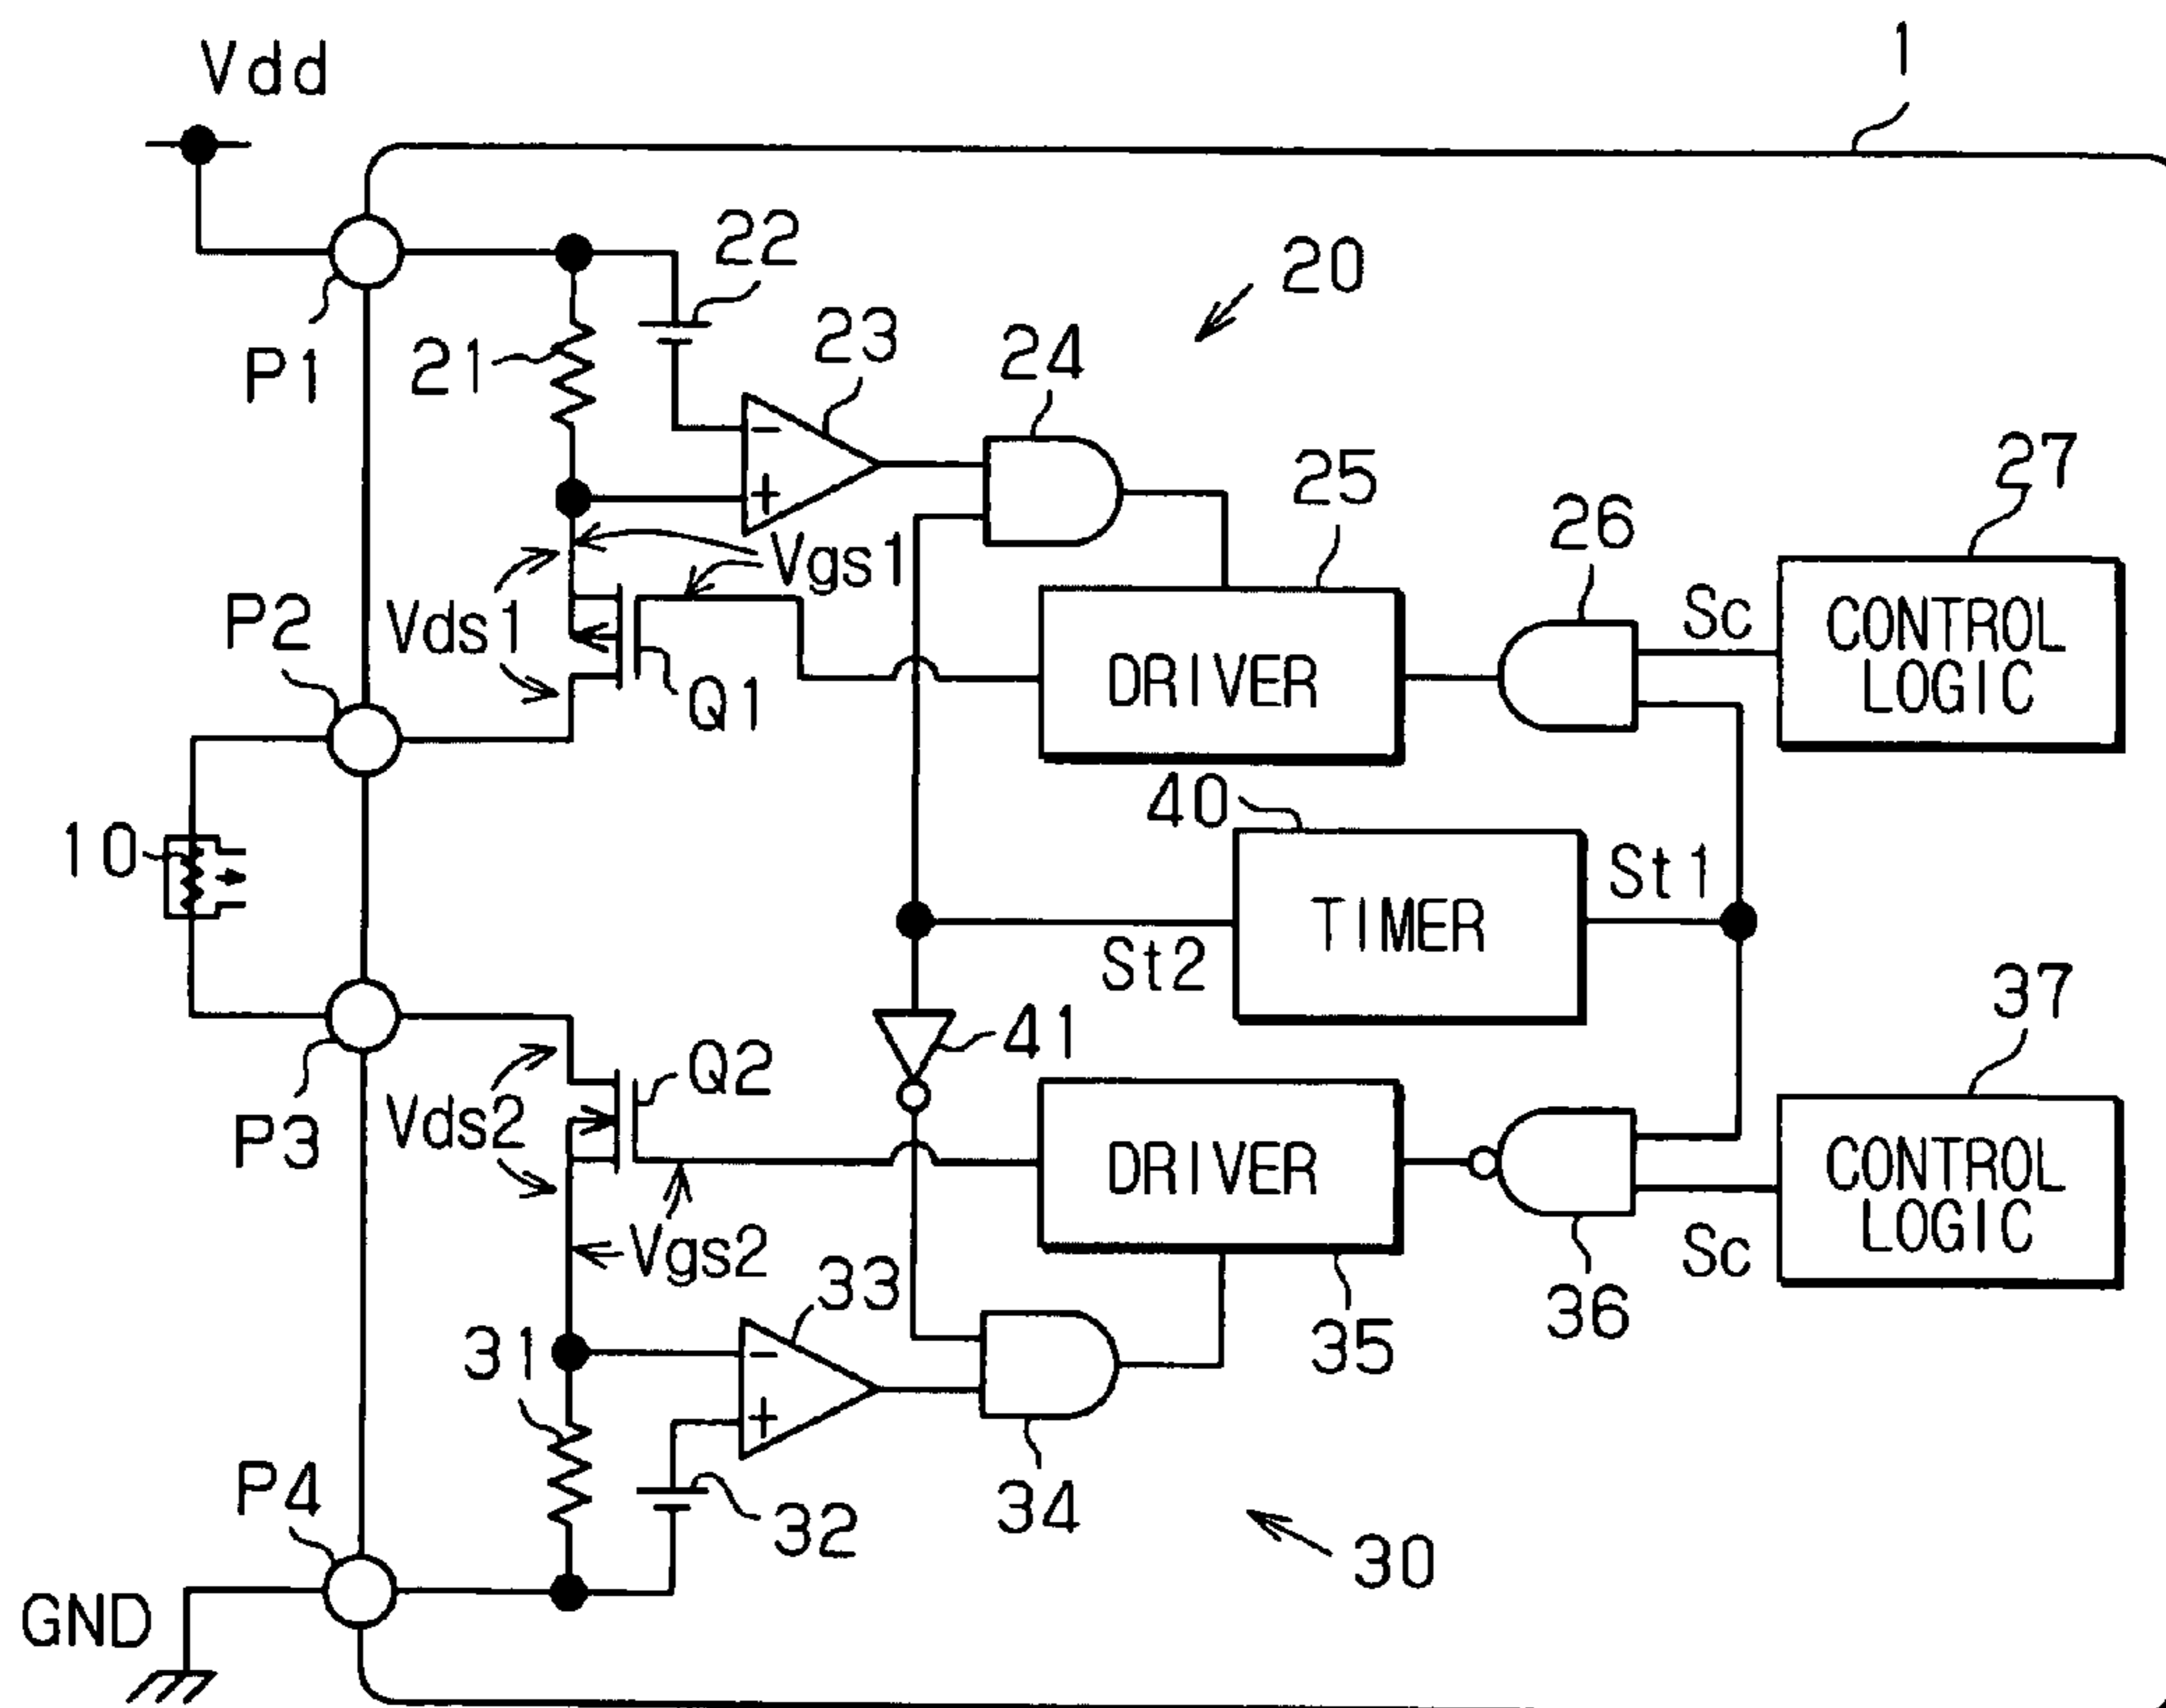 Vdd
1
22
20
21
23
24
P1
25
27
26
Vgs1
Sc
CONTROL
LOGIC
P2
Vds1
Q1
DRIVER
40
10
St1
TIMER
St2
37
41
Q2
P3
Vds2
DRIVER
CONTROL
LOGIC
Vgs2
Sc
33
36
31
35
P4
32
34
30
GND
-
+
-
+